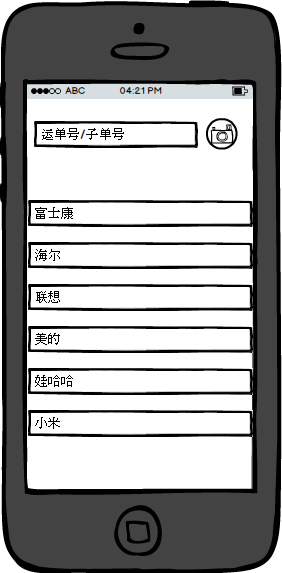 ABC 04:21 PM
运单号/子单号
富士康
海尔
联想
美的
娃哈哈
小米